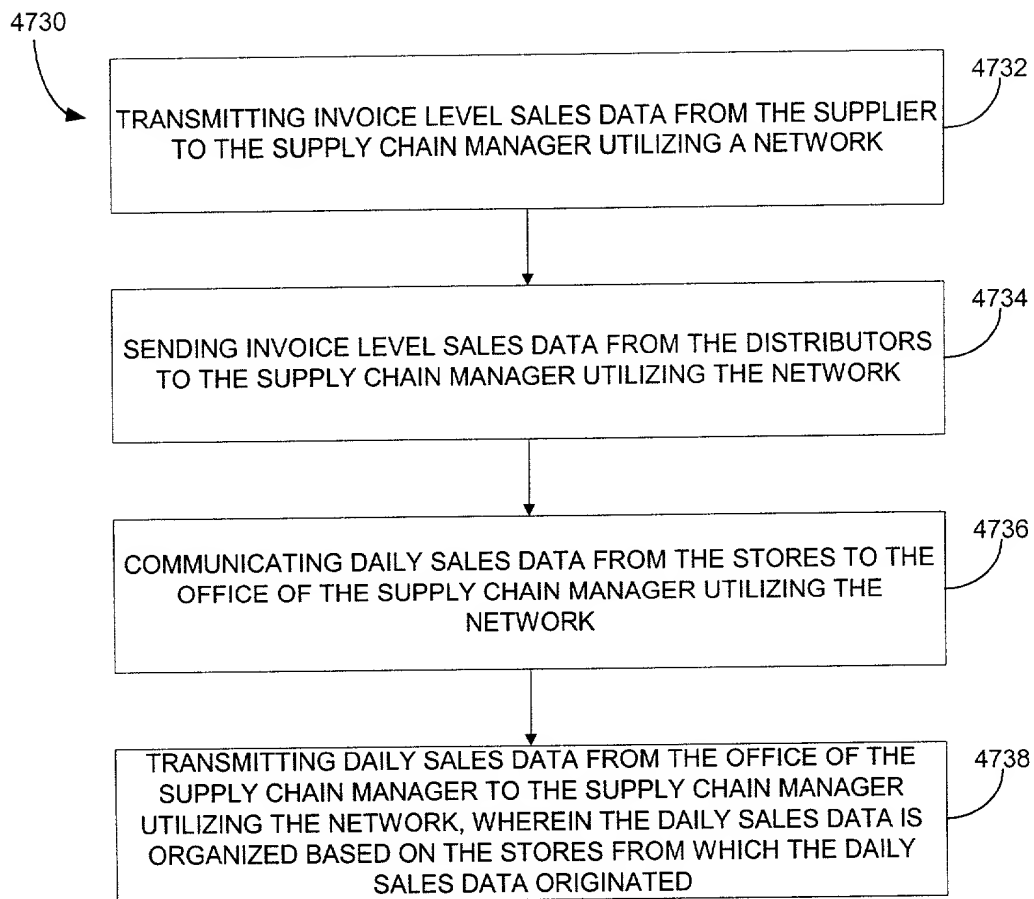 4730
4732
TRANSMITTING INVOICE LEVEL SALES DATA FROM THE SUPPLIER
TO THE SUPPLY CHAIN MANAGER UTILIZING A NETWORK
4734
SENDING INVOICE LEVEL SALES DATA FROM THE DISTRIBUTORS
TO THE SUPPLY CHAIN MANAGER UTILIZING THE NETWORK
4736
COMMUNICATING DAILY SALES DATA FROM THE STORES TO THE
OFFICE OF THE SUPPLY CHAIN MANAGER UTILIZING THE
NETWORK
4738
TRANSMITTING DAILY SALES DATA FROM THE OFFICE OF THE
SUPPLY CHAIN MANAGER TO THE SUPPLY CHAIN MANAGER
UTILIZING THE NETWORK, WHEREIN THE DAILY SALES DATA IS
ORGANIZED BASED ON THE STORES FROM WHICH THE DAILY
SALES DATA ORIGINATED